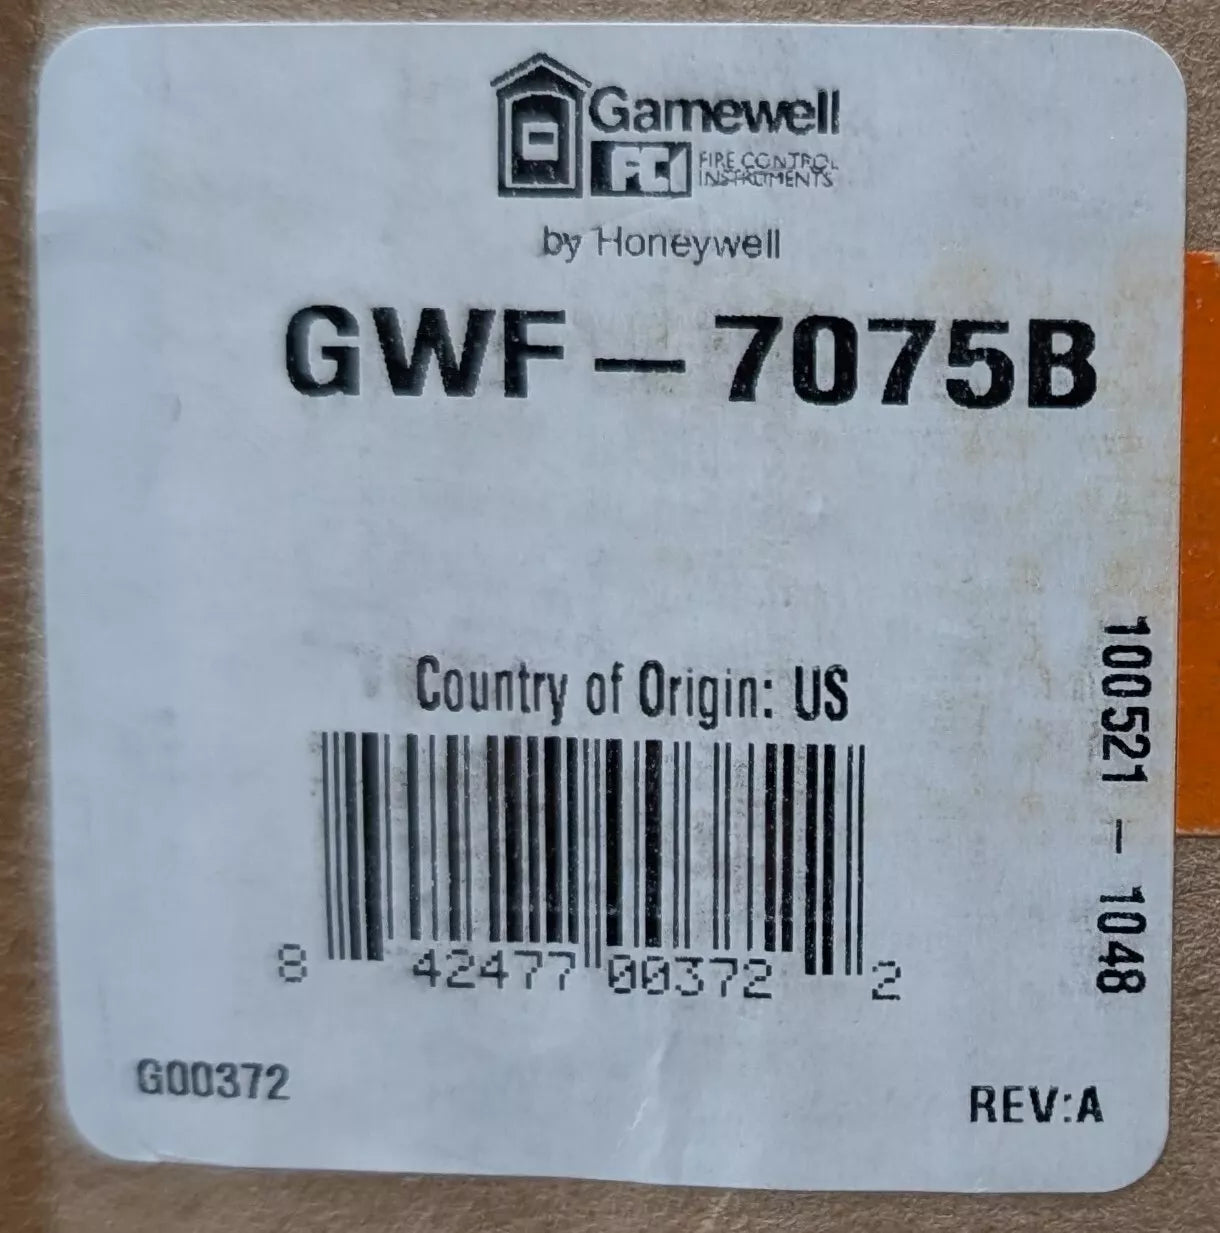 Gamewell
FCI FIRE CONTROL
INSTRUMENTS
by Honeywell
GWF-7075B
Country of Origin: US
8 42477 00372 2
100521 - 1048
G00372
REV:A